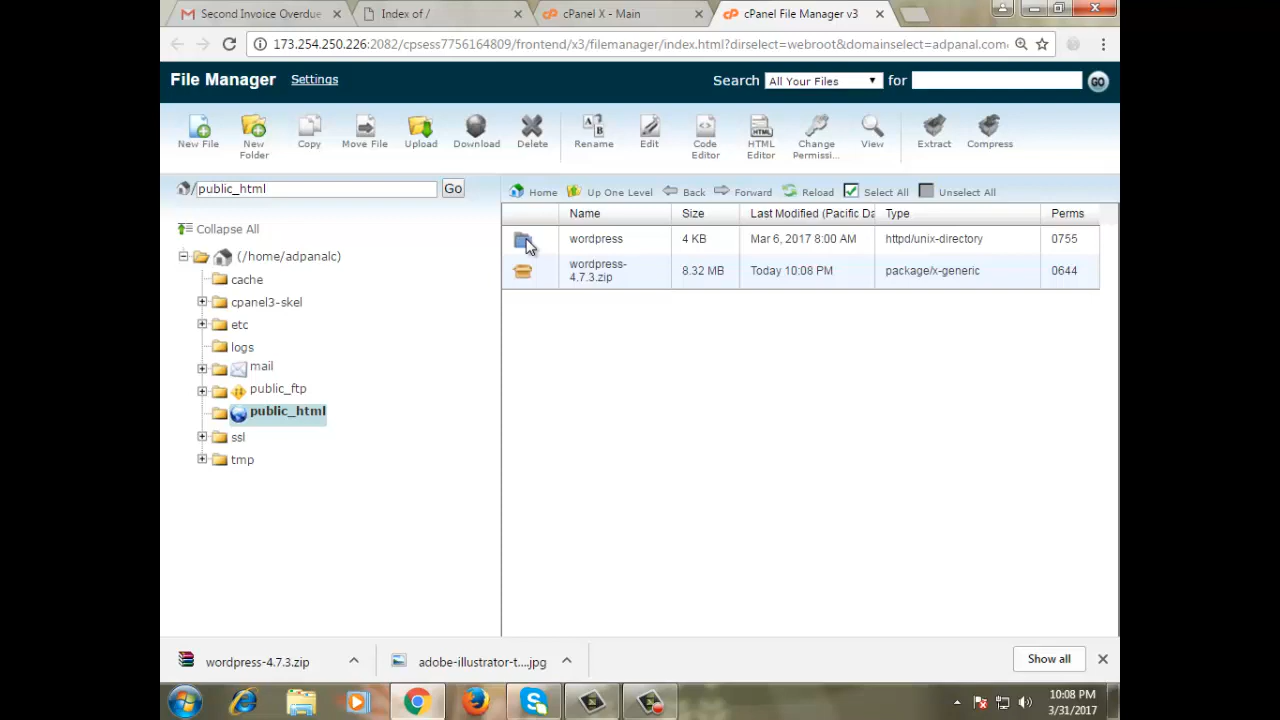 Second Invoice Overdue
Index of /
cPanel X - Main
cPanel File Manager v3
173.254.250.226:2082/cpsess7756164809/frontend/x3/filemanager/index.html?dirselect=webroot&domainselect=adpanal.com
File Manager Settings
Search All Your Files for GO
New File
New Folder
Copy
Move File
Upload
Download
Delete
Rename
Edit
Code Editor
HTML Editor
Change Permissi...
View
Extract
Compress
/public_html Go
Home Up One Level Back Forward Reload Select All Unselect All
Collapse All
(/home/adpanalc)
cache
cpanel3-skel
etc
logs
mail
public_ftp
public_html
ssl
tmp
Name Size Last Modified (Pacific Da Type Perms
wordpress 4 KB Mar 6, 2017 8:00 AM httpd/unix-directory 0755
wordpress-4.7.3.zip 8.32 MB Today 10:08 PM package/x-generic 0644
wordpress-4.7.3.zip
adobe-illustrator-t....jpg
Show all
10:08 PM
3/31/2017